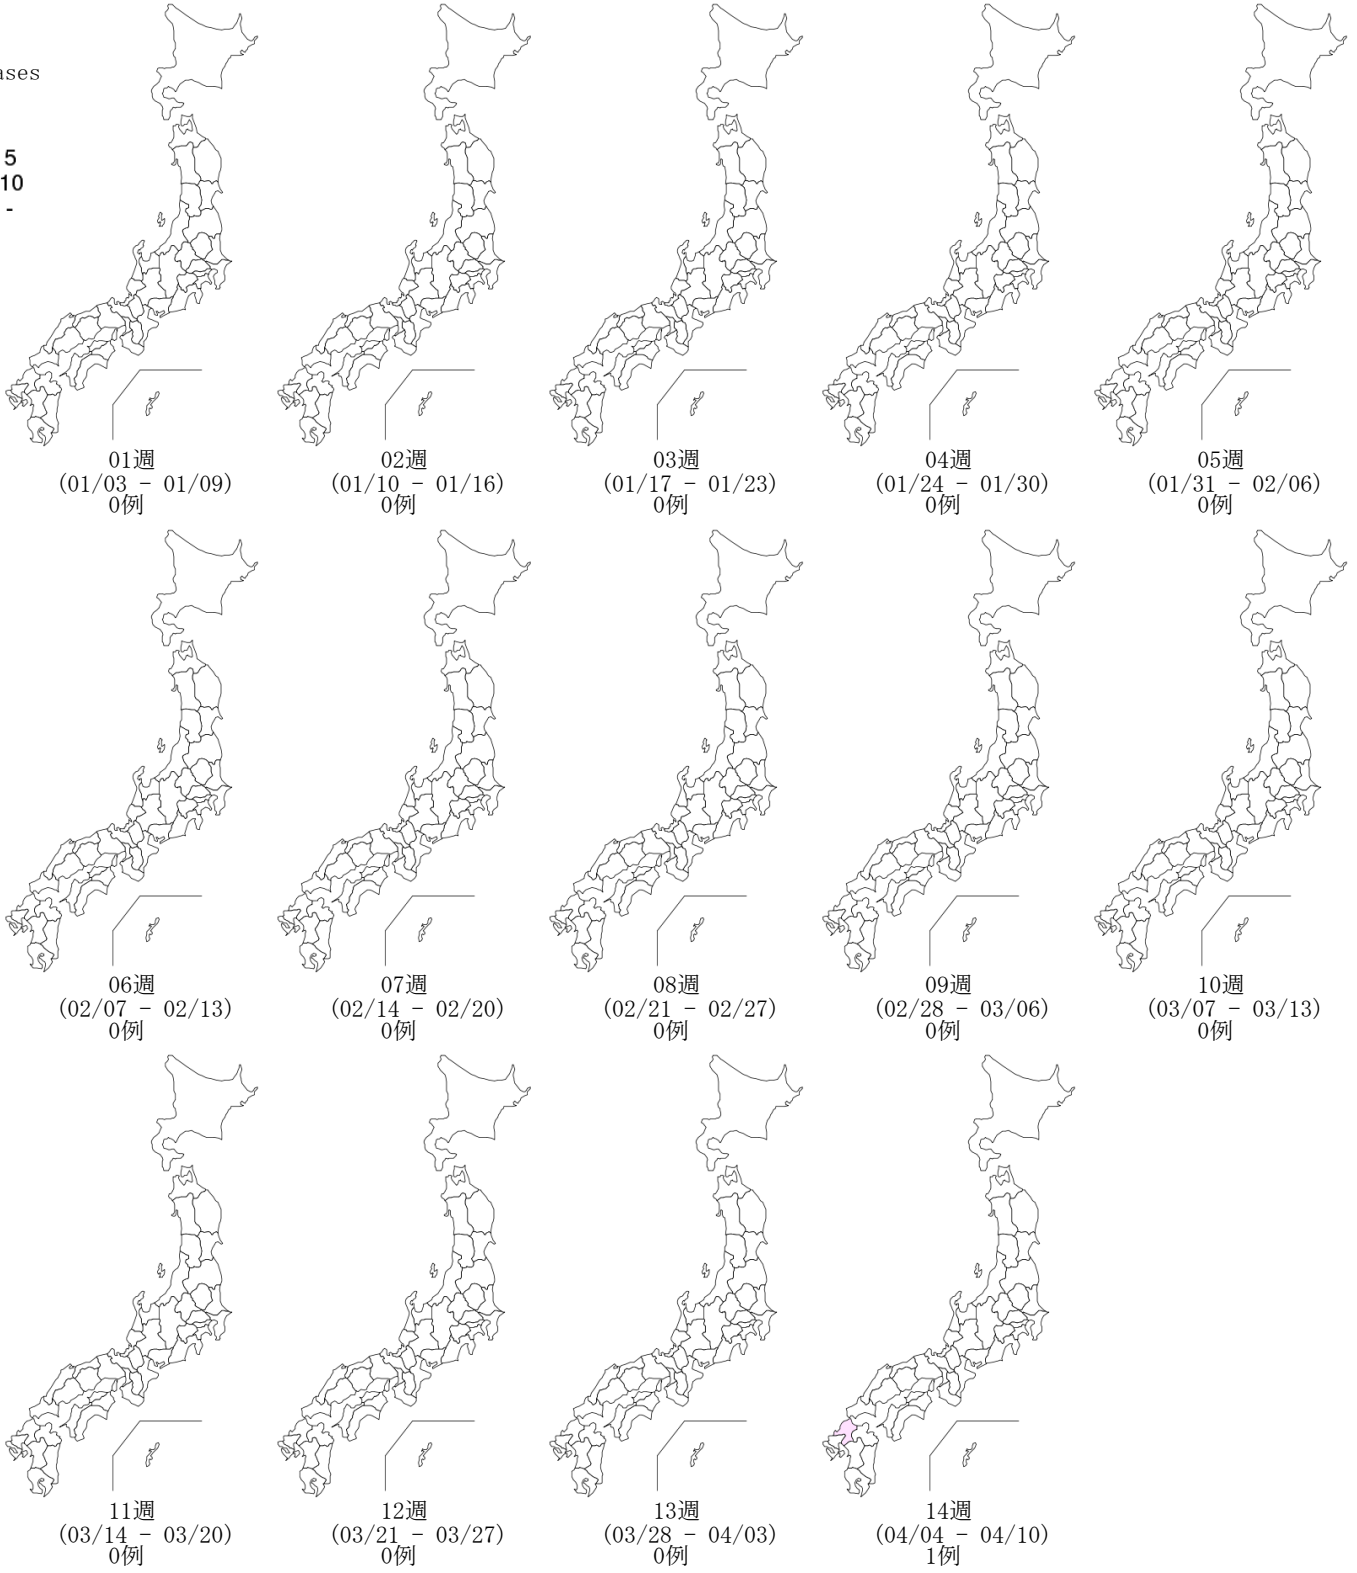 ases
5
10
-
01週
(01/03 - 01/09)
0例
02週
(01/10 - 01/16)
0例
03週
(01/17 - 01/23)
0例
04週
(01/24 - 01/30)
0例
05週
(01/31 - 02/06)
0例
06週
(02/07 - 02/13)
0例
07週
(02/14 - 02/20)
0例
08週
(02/21 - 02/27)
0例
09週
(02/28 - 03/06)
0例
10週
(03/07 - 03/13)
0例
11週
(03/14 - 03/20)
0例
12週
(03/21 - 03/27)
0例
13週
(03/28 - 04/03)
0例
14週
(04/04 - 04/10)
1例